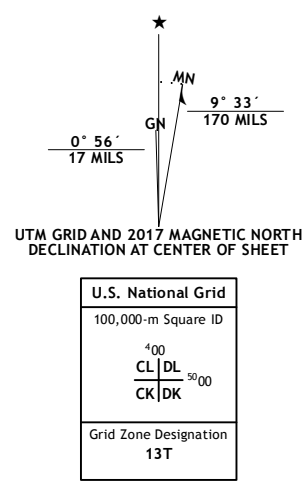 ★
MN
GN
9° 33´
170 MILS
0° 56´
17 MILS
UTM GRID AND 2017 MAGNETIC NORTH
DECLINATION AT CENTER OF SHEET
U.S. National Grid
100,000-m Square ID
⁴00
CL DL
⁵⁰00
CK DK
Grid Zone Designation
13T